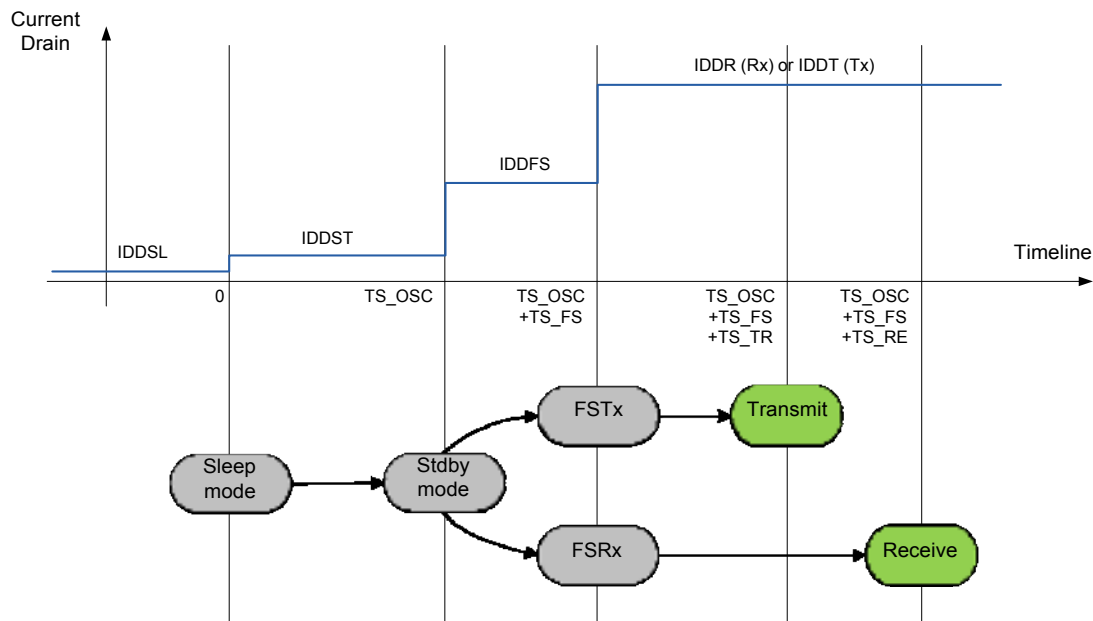 Current
Drain
IDDR (Rx) or IDDT (Tx)
IDDFS
IDDST
IDDSL
Timeline
0
TS_OSC
TS_OSC
+TS_FS
TS_OSC
+TS_FS
+TS_TR
TS_OSC
+TS_FS
+TS_RE
FSTx
Transmit
Sleep
mode
Stdby
mode
FSRx
Receive